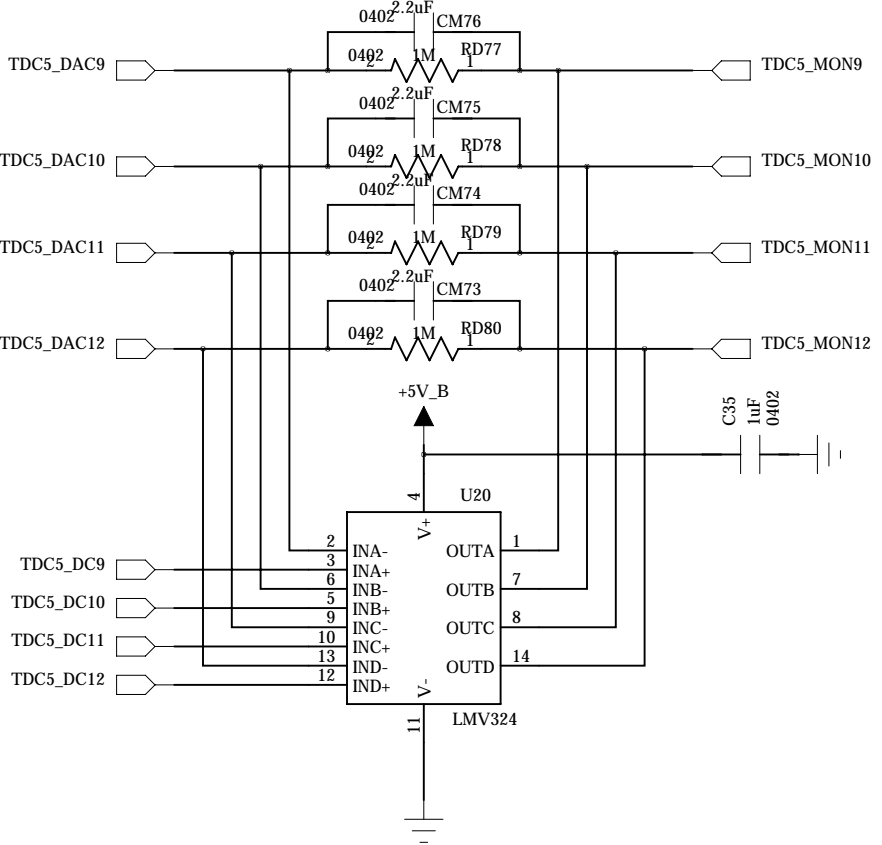 2.2uF
0402 CM76
TDC5_DAC9 0402 2 1M 1 RD77 TDC5_MON9
2.2uF
0402 CM75
TDC5_DAC10 0402 2 1M 1 RD78 TDC5_MON10
2.2uF
0402 CM74
TDC5_DAC11 0402 2 1M 1 RD79 TDC5_MON11
2.2uF
0402 CM73
TDC5_DAC12 0402 2 1M 1 RD80 TDC5_MON12
+5V_B
C35
1uF
0402
4 U20
V+
2 INA- OUTA 1
TDC5_DC9 3 INA+
6 INB- OUTB 7
TDC5_DC10 5 INB+
9 INC- OUTC 8
TDC5_DC11 10 INC+
13 IND- OUTD 14
TDC5_DC12 12 IND+
V-
11 LMV324